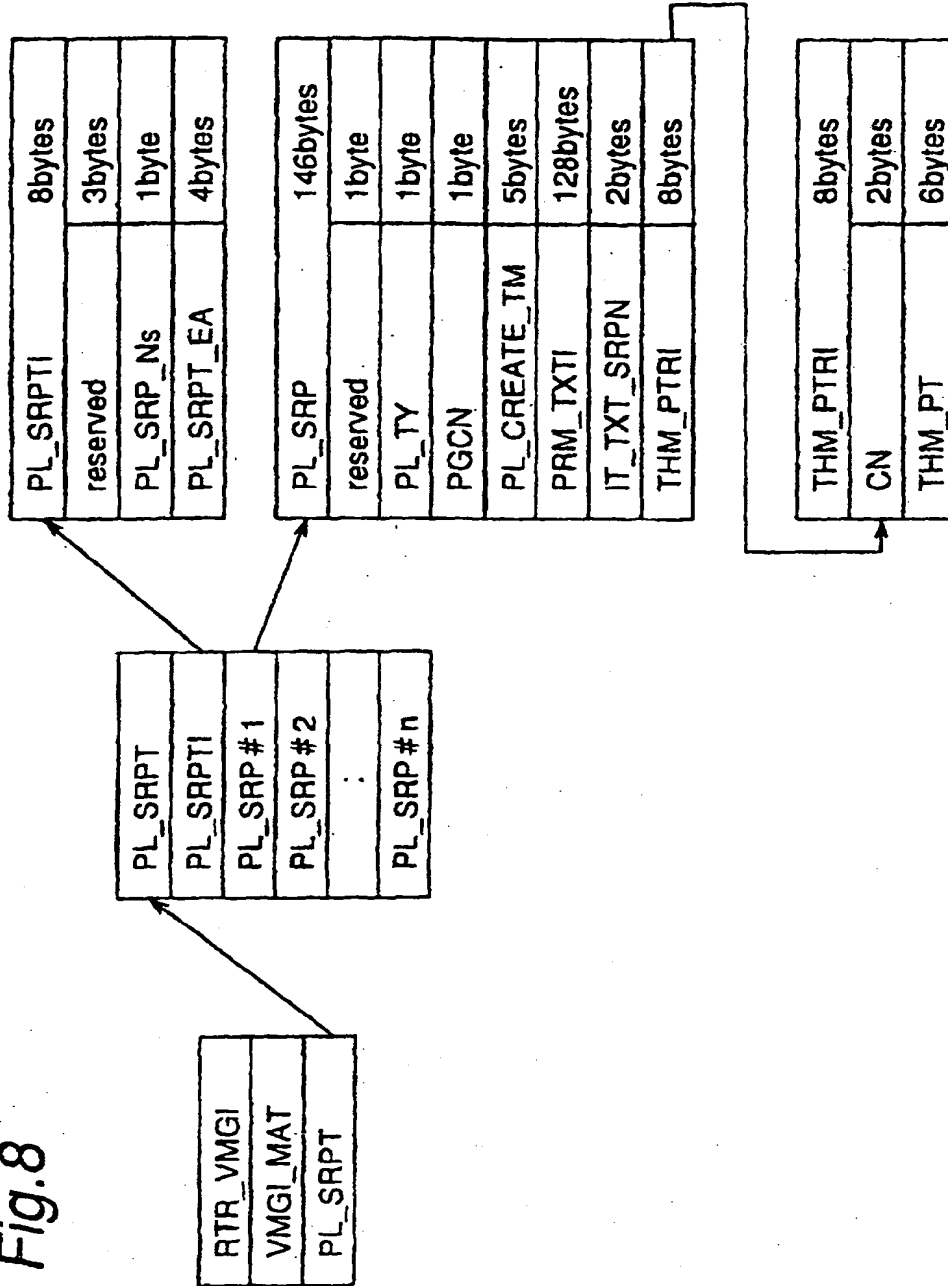 Fig.8
RTR_VMGI
VMGI_MAT
PL_SRPT
PL_SRPT
PL_SRPTI
PL_SRP#1
PL_SRP#2
:
PL_SRP#n
PL_SRPTI 8bytes
reserved 3bytes
PL_SRP_Ns 1byte
PL_SRPT_EA 4bytes
PL_SRP 146bytes
reserved 1byte
PL_TY 1byte
PGCN 1byte
PL_CREATE_TM 5bytes
PRM_TXTI 128bytes
IT_TXT_SRPN 2bytes
THM_PTRI 8bytes
THM_PTRI 8bytes
CN 2bytes
THM_PT 6bytes